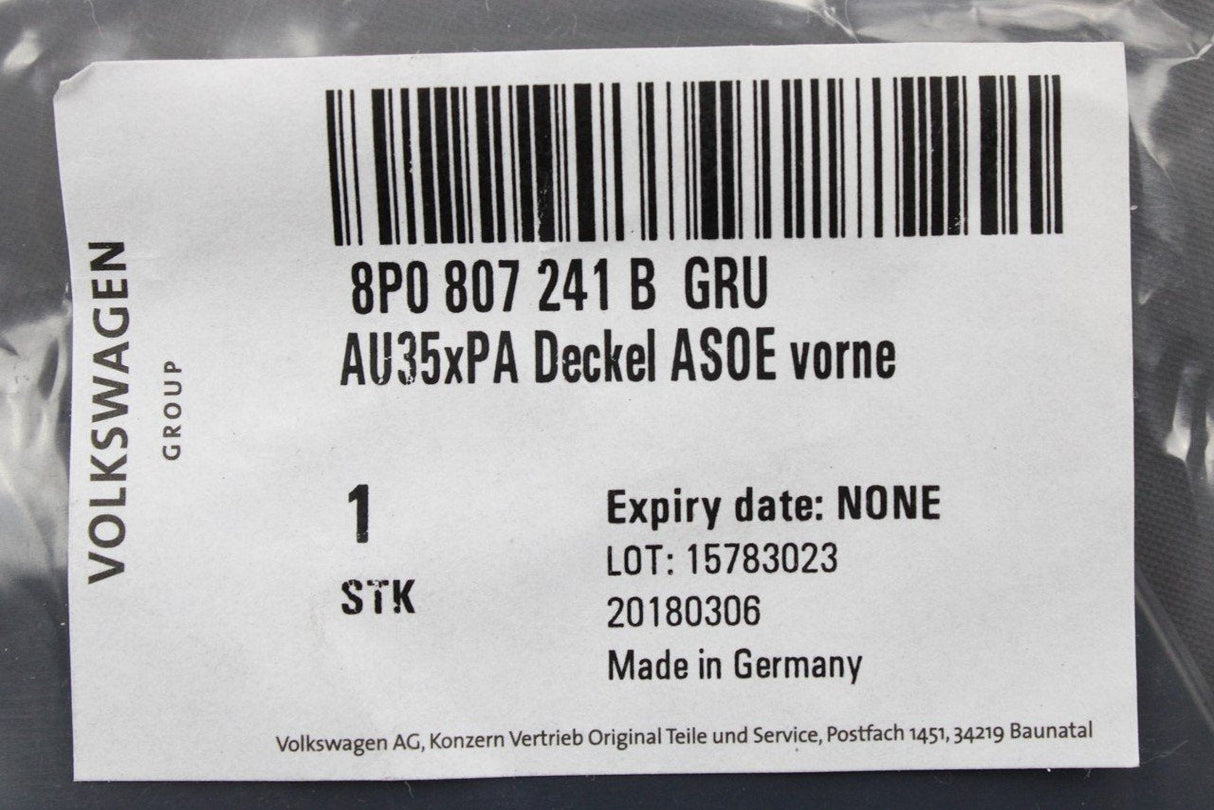 VOLKSWAGEN
GROUP
8P0 807 241 B GRU
AU35xPA Deckel ASOE vorne
1
STK
Expiry date: NONE
LOT: 15783023
20180306
Made in Germany
Volkswagen AG, Konzern Vertrieb Original Teile und Service, Postfach 1451, 34219 Baunatal